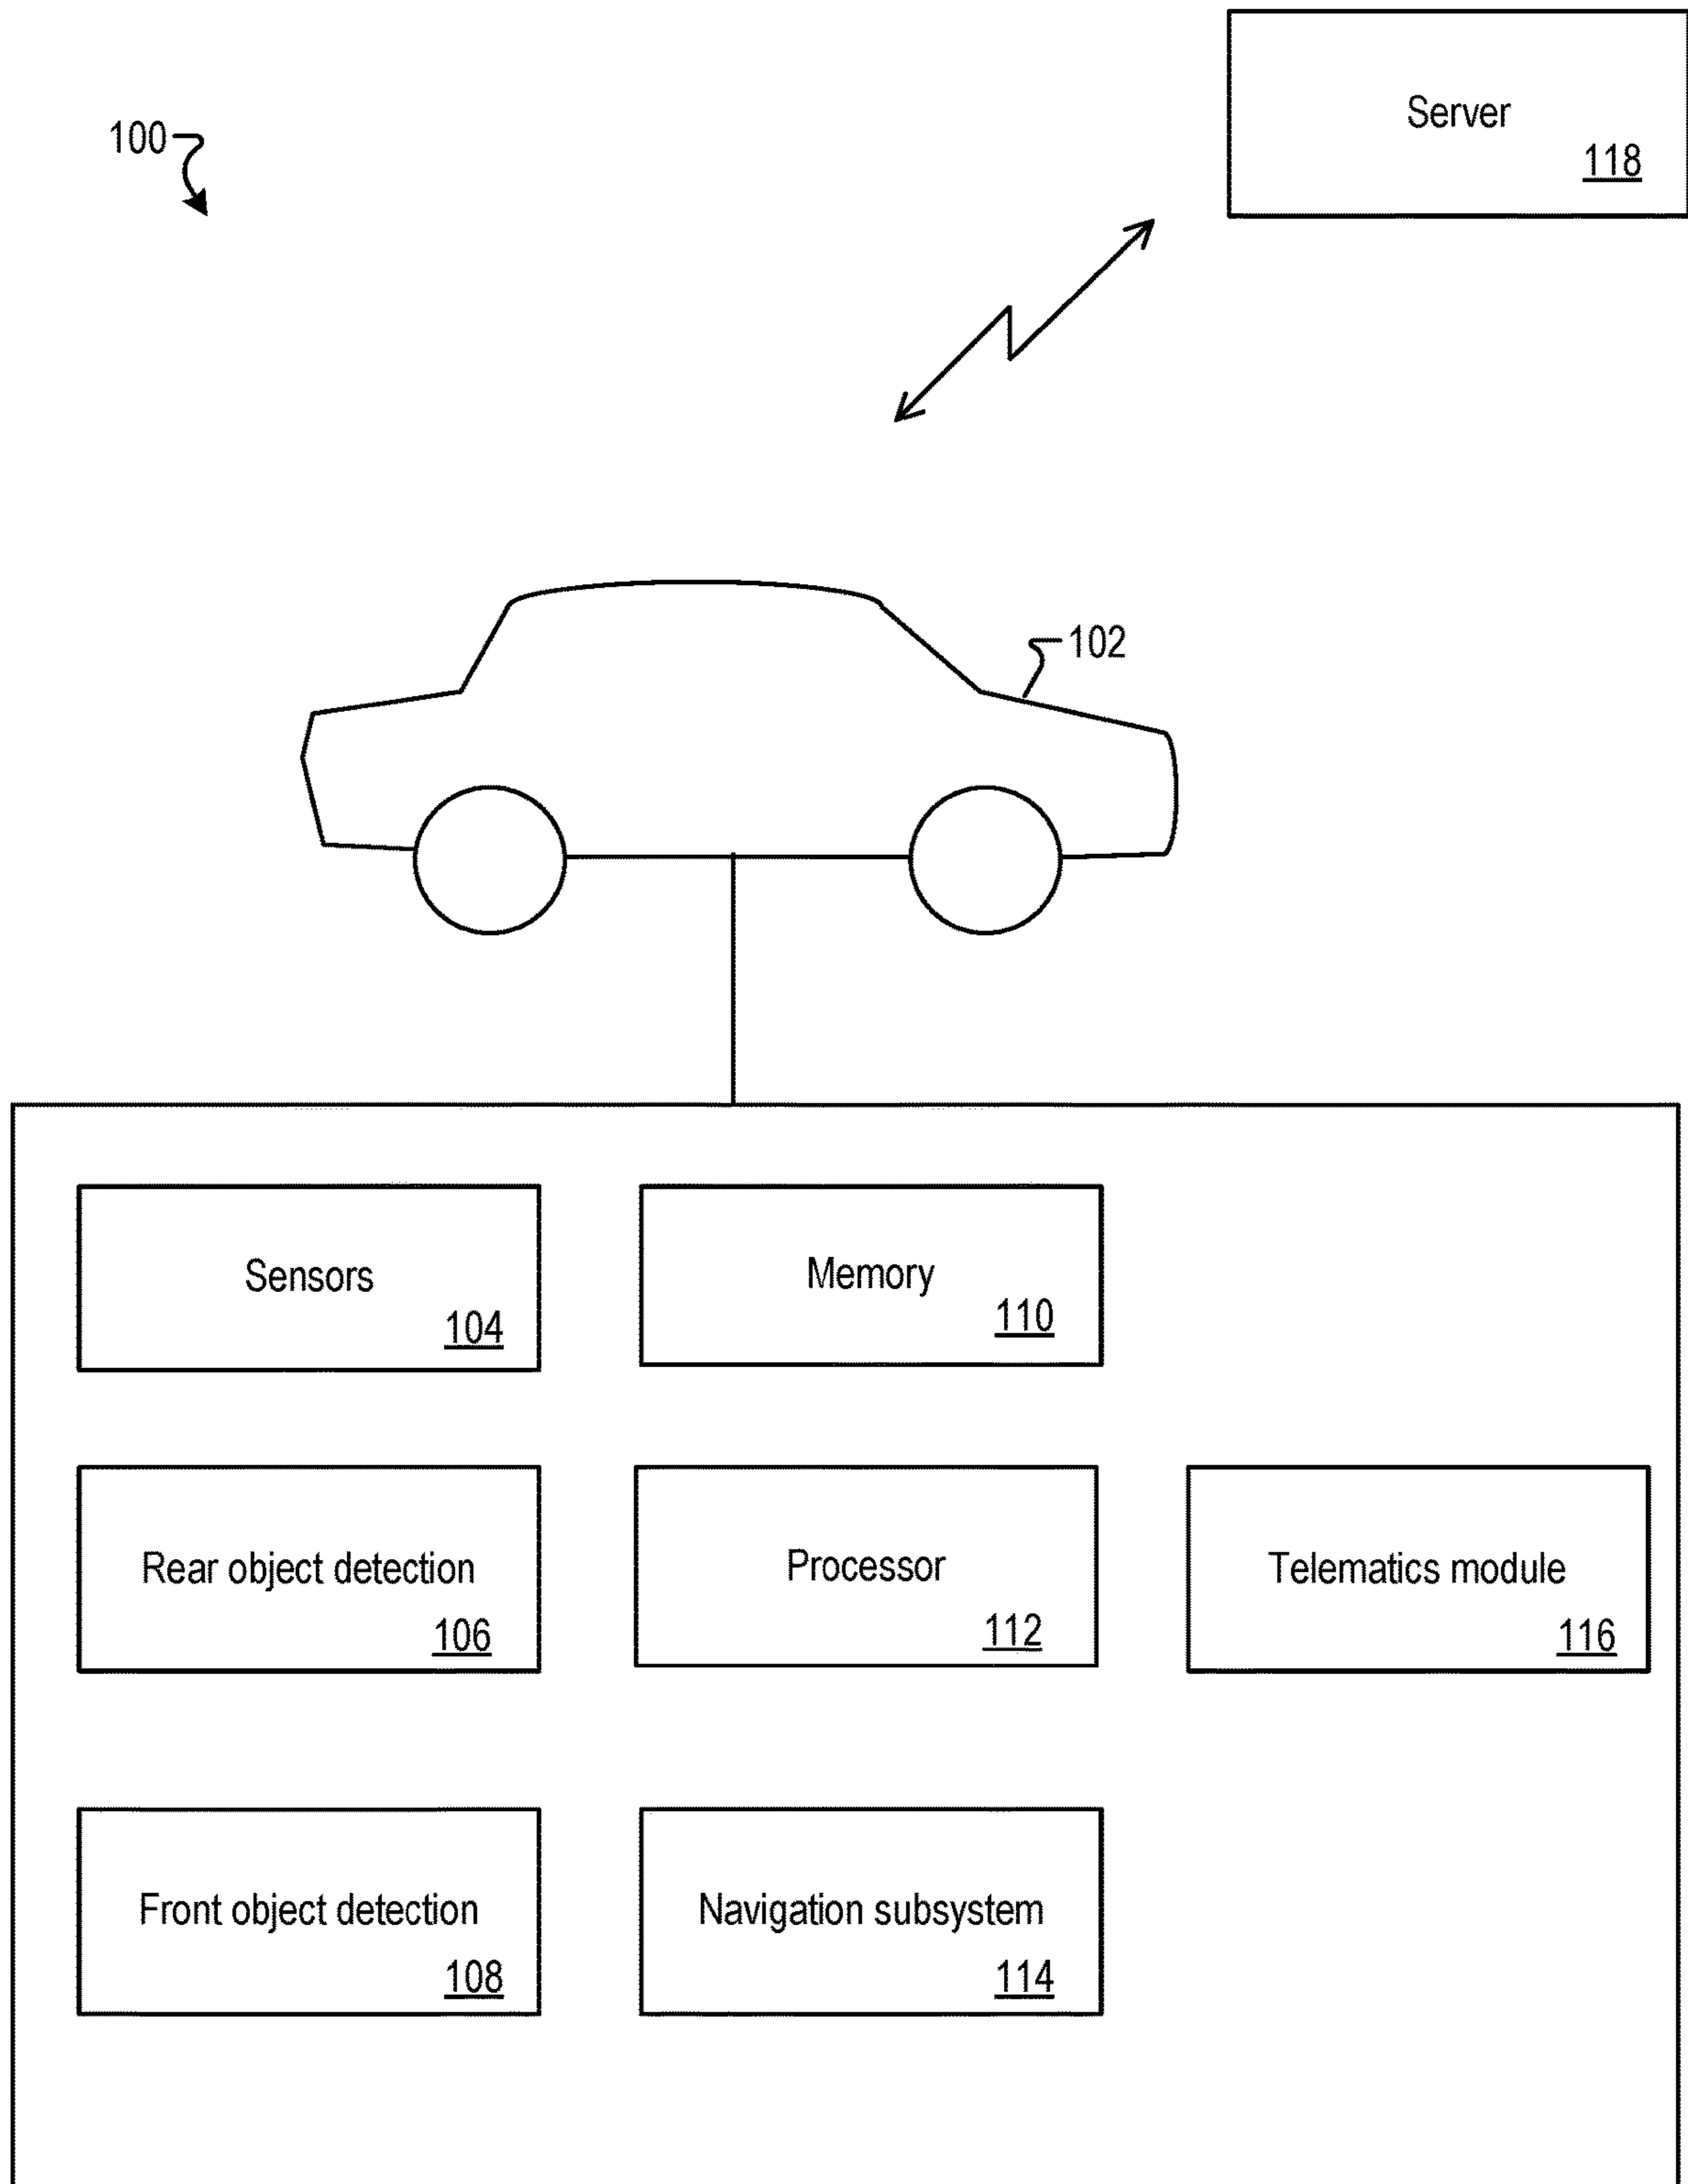 Server
118
100
102
Sensors
104
Memory
110
Rear object detection
106
Processor
112
Telematics module
116
Front object detection
108
Navigation subsystem
114